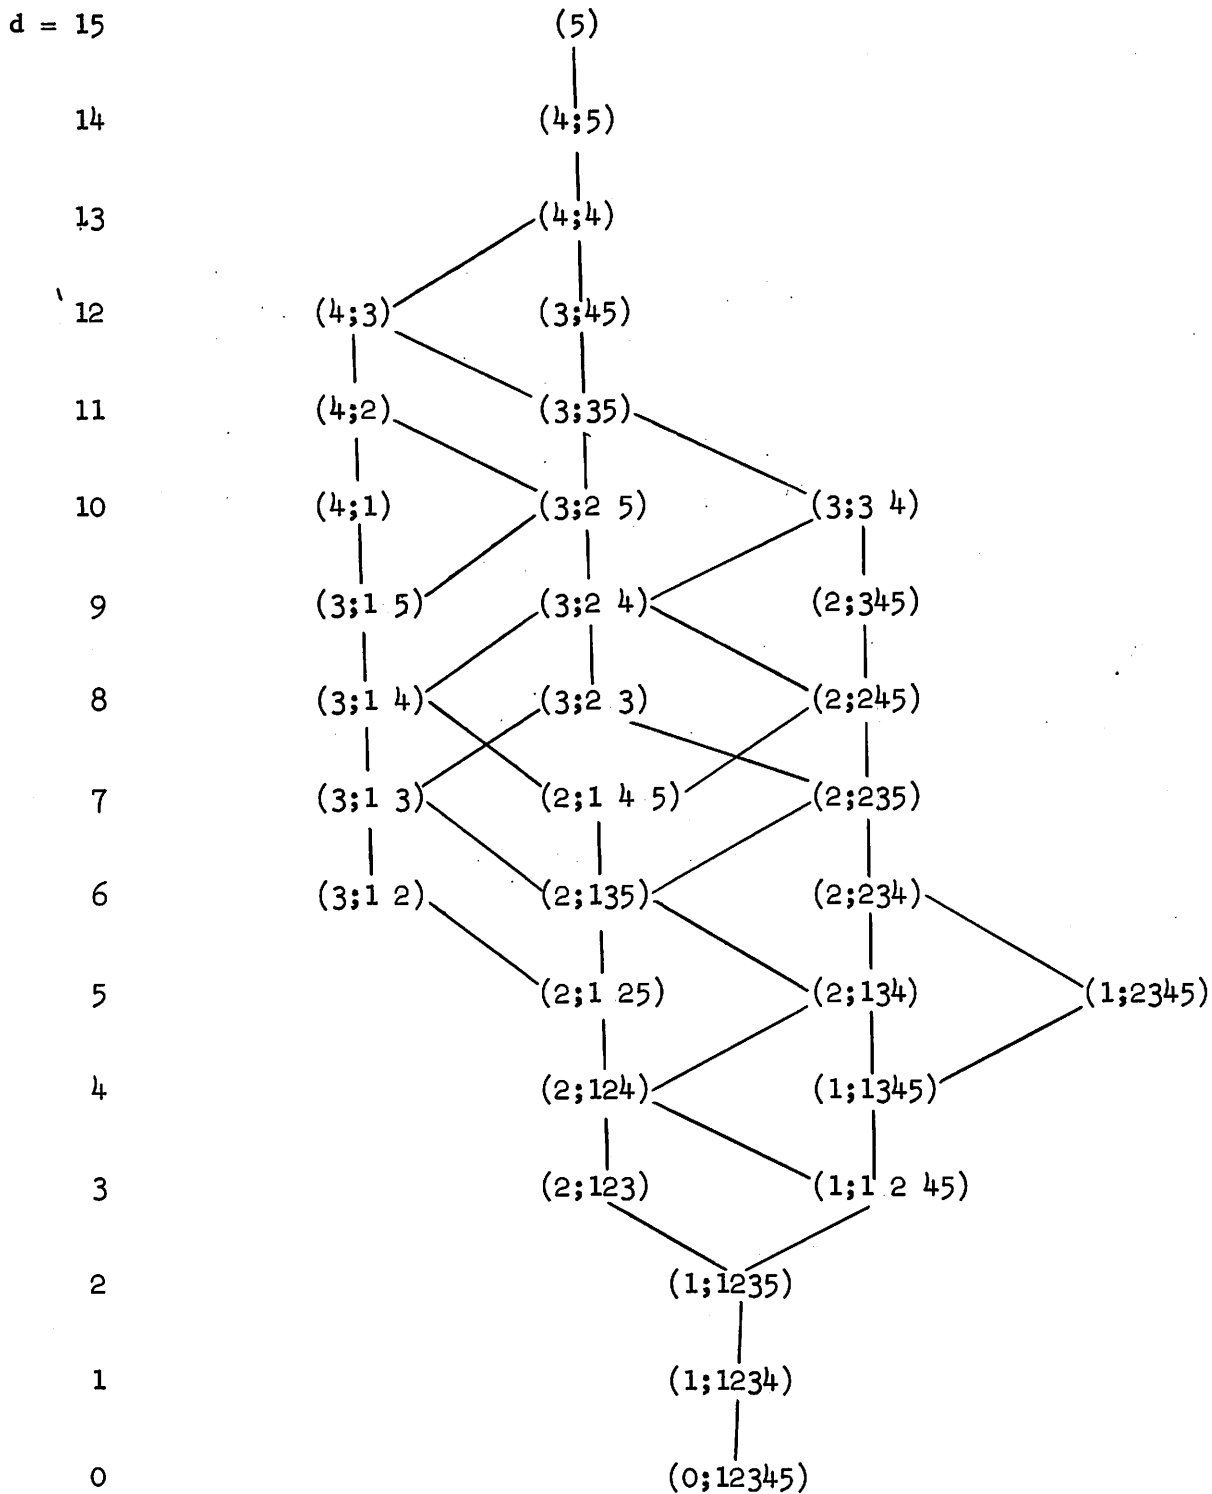 d = 15 (5)
14 (4;5)
13 (4;4)
12 (4;3) (3;45)
11 (4;2) (3;35)
10 (4;1) (3;2 5) (3;3 4)
9 (3;1 5) (3;2 4) (2;345)
8 (3;1 4) (3;2 3) (2;245)
7 (3;1 3) (2;1 4 5) (2;235)
6 (3;1 2) (2;135) (2;234)
5 (2;1 25) (2;134) (1;2345)
4 (2;124) (1;1345)
3 (2;123) (1;1 2 45)
2 (1;1235)
1 (1;1234)
0 (0;12345)